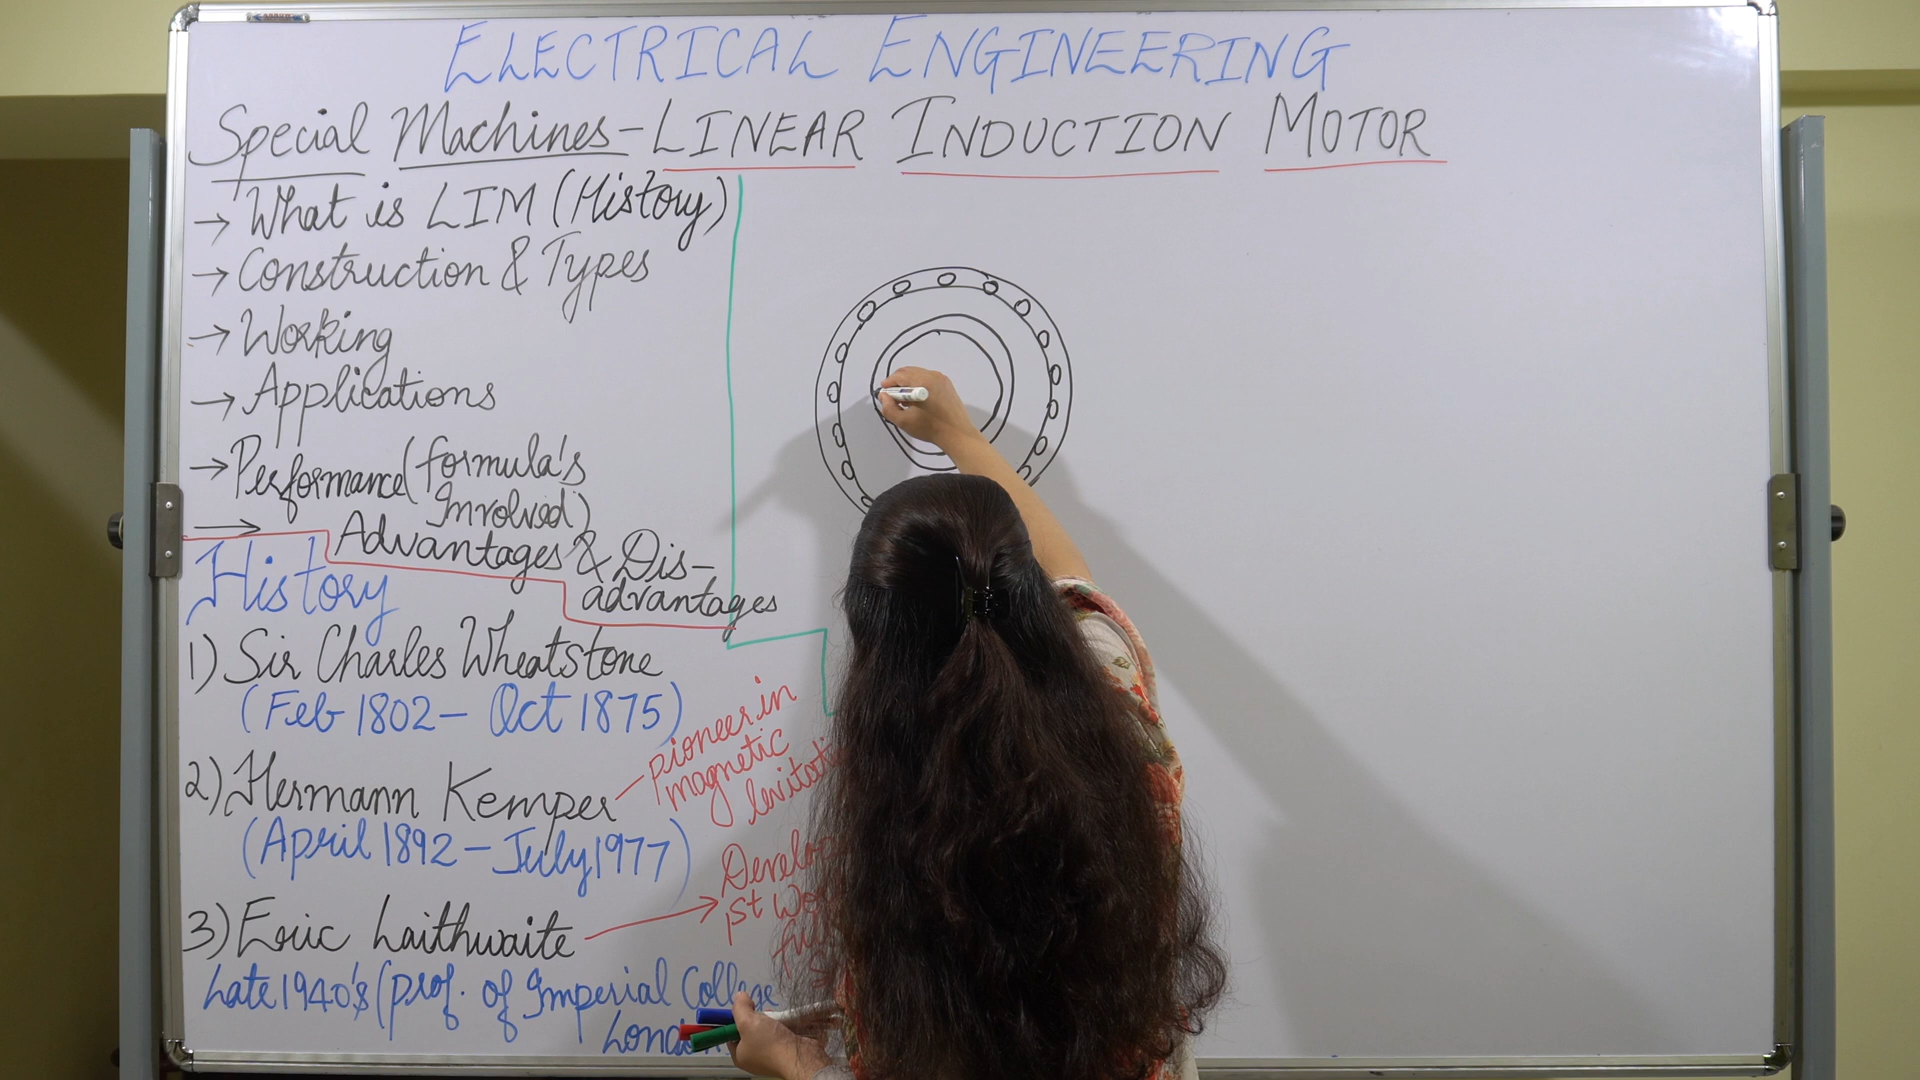 ELECTRICAL ENGINEERING
Special Machines - LINEAR INDUCTION MOTOR
→ What is LIM (History)
→ Construction & Types
→ Working
→ Applications
→ Performance (formula's
Involved)
→ Advantages & Dis-
advantages
History
1) Sir Charles Wheatstone
(Feb 1802 - Oct 1875)
2) Hermann Kemper
pioneer in
magnetic
(April 1892 - July 1977)
3) Eric Laithwaite →
1st
Late 1940's (prof. of Imperial College